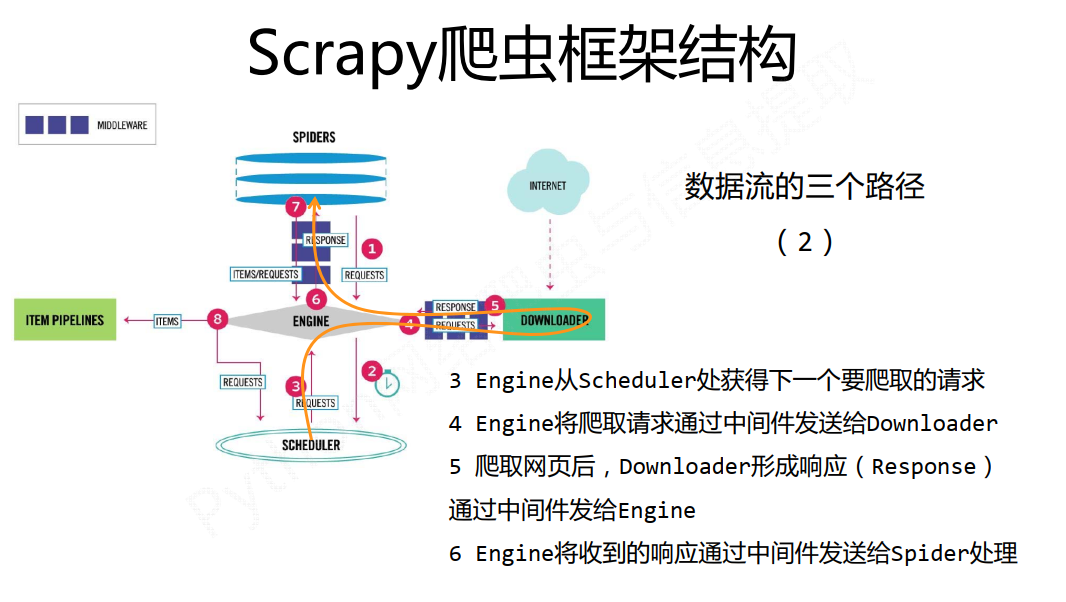 Scrapy爬虫框架结构
MIDDLEWARE
SPIDERS
INTERNET
数据流的三个路径
（2）
7
RESPONSE
1
ITEMS/REQUESTS
REQUESTS
6
RESPONSE
5
ITEM PIPELINES
ITEMS
8
ENGINE
4
REQUESTS
DOWNLOADER
REQUESTS
3
2
REQUESTS
SCHEDULER
3 Engine从Scheduler处获得下一个要爬取的请求
4 Engine将爬取请求通过中间件发送给Downloader
5 爬取网页后，Downloader形成响应（Response）
通过中间件发给Engine
6 Engine将收到的响应通过中间件发送给Spider处理